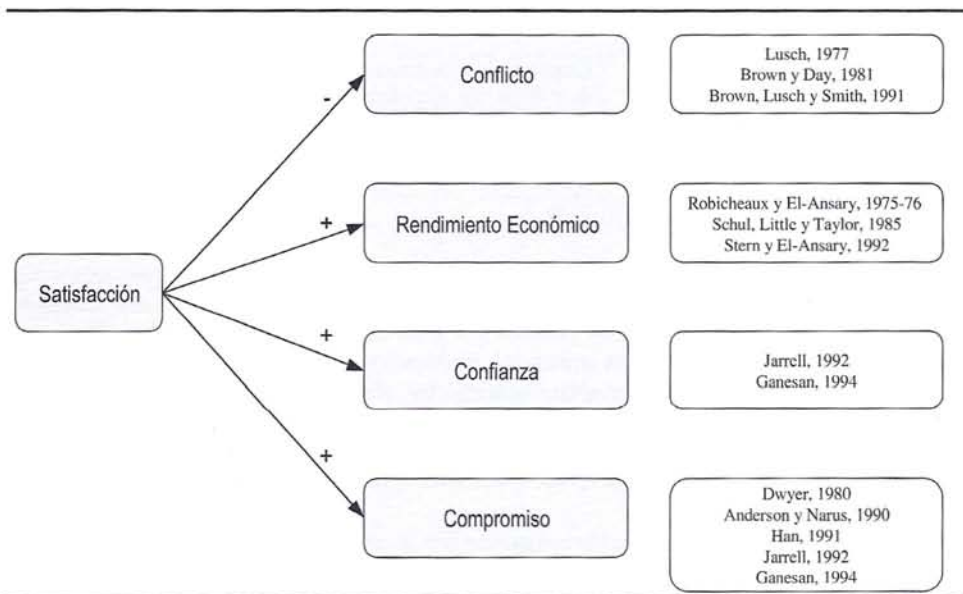 Conflicto
Lusch, 1977
Brown y Day, 1981
Brown, Lusch y Smith, 1991
-
Rendimiento Económico
Robicheaux y El-Ansary, 1975-76
Schul, Little y Taylor, 1985
Stern y El-Ansary, 1992
+
Satisfacción
+
Confianza
Jarrell, 1992
Ganesan, 1994
+
Compromiso
Dwyer, 1980
Anderson y Narus, 1990
Han, 1991
Jarrell, 1992
Ganesan, 1994